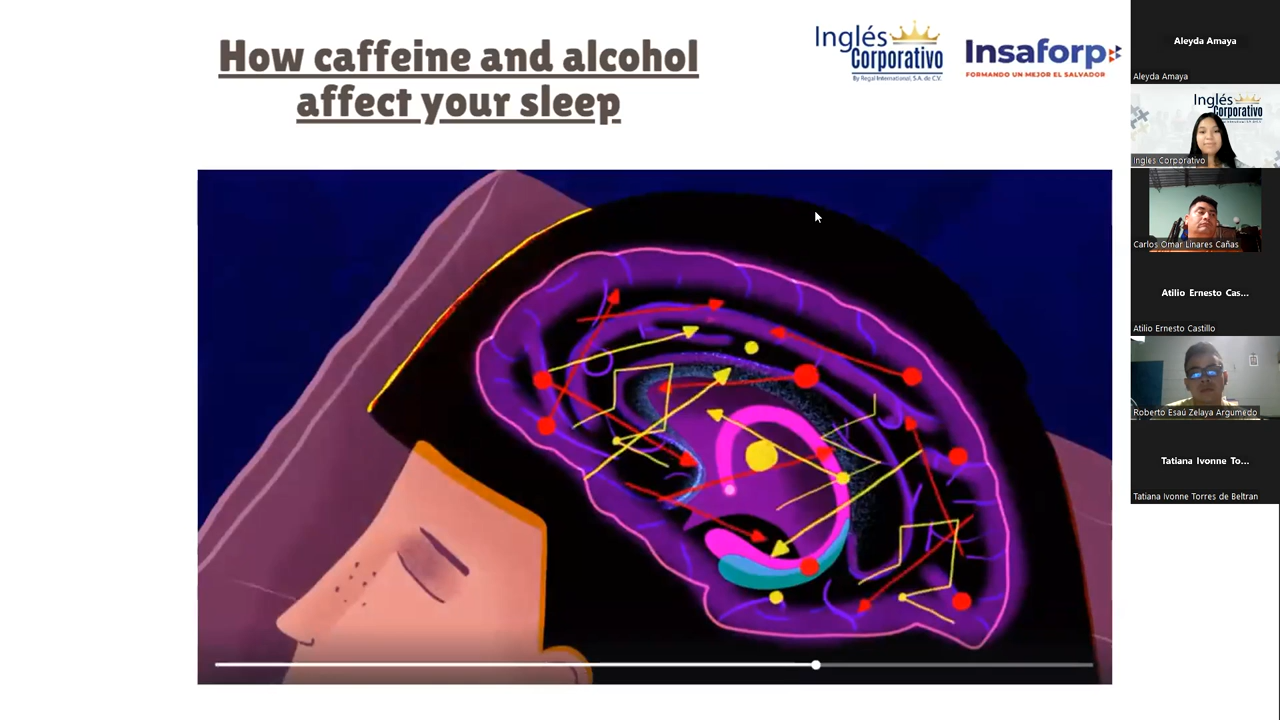 How caffeine and alcohol
affect your sleep
Inglés
Corporativo
By Regal International, S.A. de C.V.
Insaforp
FORMANDO UN MEJOR EL SALVADOR
Aleyda Amaya
Aleyda Amaya
Inglés
Corporativo
Ingles Corporativo
Carlos Omar Linares Cañas
Atilio Ernesto Cas...
Atilio Ernesto Castillo
Roberto Esaú Zelaya Argumedo
Tatiana Ivonne To...
Tatiana Ivonne Torres de Beltran